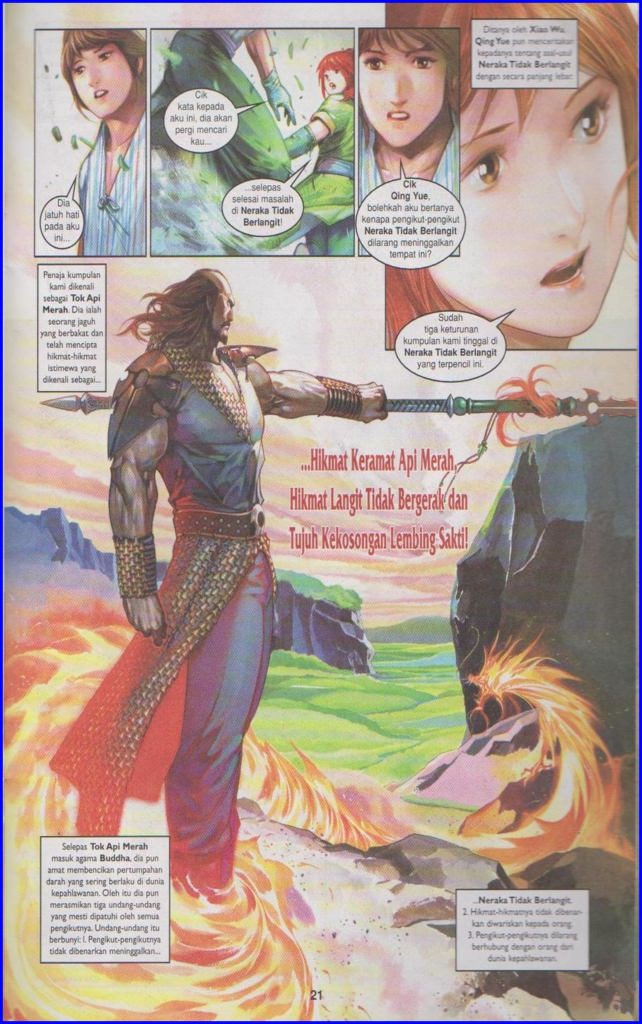 Dia
jatuh hati
pada aku
ini...
Cik
kata kepada
aku ini, dia akan
pergi mencari
kau...
...selepas
selesai masalah
di Neraka Tidak
Berlangit!
Cik
Qing Yue,
bolehkah aku bertanya
kenapa pengikut-pengikut
Neraka Tidak Berlangit
dilarang meninggalkan
tempat ini?
Ditanya oleh Xiao Wu,
Qing Yue pun menceritakan
kepadanya tentang asal-usul
Neraka Tidak Berlangit
dengan secara panjang lebar.
Sudah
tiga keturunan
kumpulan kami tinggal di
Neraka Tidak Berlangit
yang terpencil ini.
Penaja kumpulan
kami dikenali
sebagai Tok Api
Merah. Dia ialah
seorang jaguh
yang berbakat dan
telah mencipta
hikmat-hikmat
istimewa yang
dikenali sebagai...
...Hikmat Keramat Api Merah,
Hikmat Langit Tidak Bergerak dan
Tujuh Kekosongan Lembing Sakti!
Selepas Tok Api Merah
masuk agama Buddha, dia pun
amat membencikan pertumpahan
darah yang sering berlaku di dunia
kepahlawanan. Oleh itu dia pun
merasmikan tiga undang-undang
yang mesti dipatuhi oleh semua
pengikutnya. Undang-undang itu
berbunyi: 1. Pengikut-pengikutnya
tidak dibenarkan meninggalkan...
...Neraka Tidak Berlangit.
2. Hikmat-hikmatnya tidak dibenar-
kan diwariskan kepada orang.
3. Pengikut-pengikutnya dilarang
berhubung dengan orang dari
dunia kepahlawanan.
21